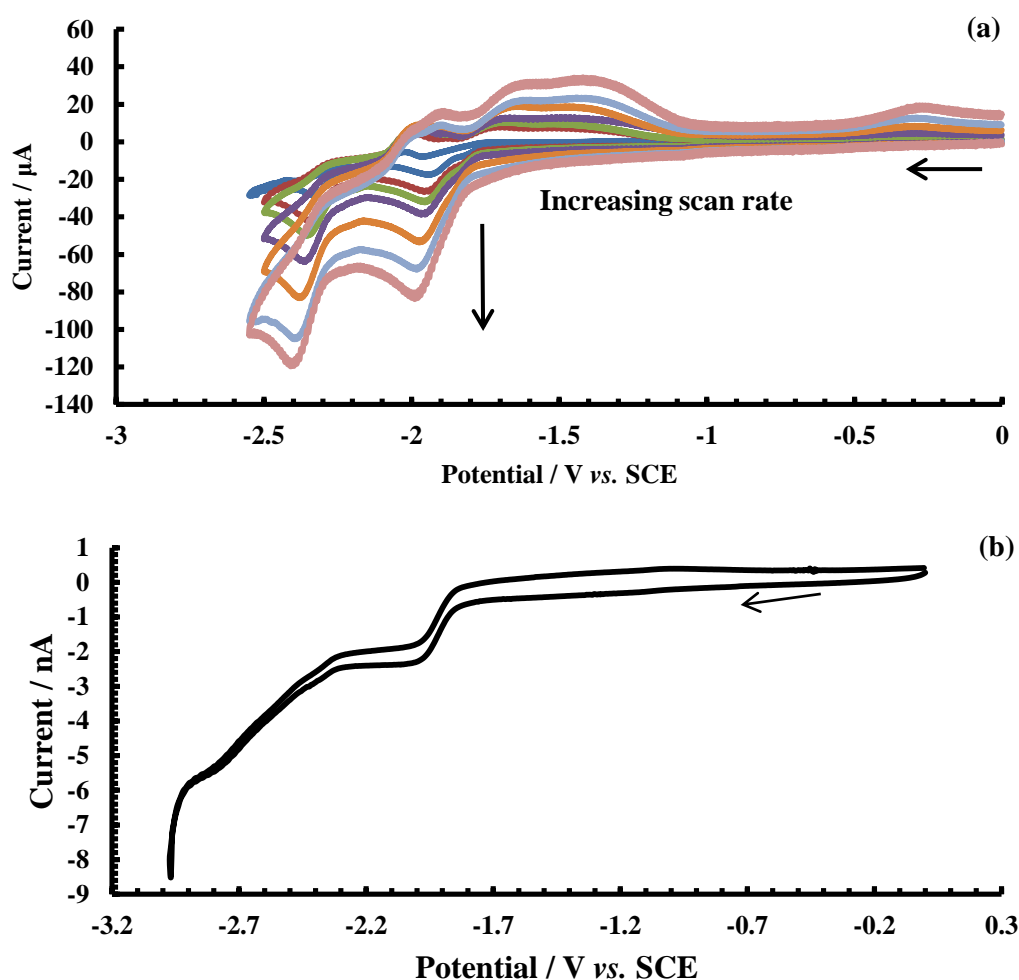 (a)
60
40
20
0
-20
-40
-60
-80
-100
-120
-140
Current / µA
Increasing scan rate
-3 -2.5 -2 -1.5 -1 -0.5 0
Potential / V vs. SCE
(b)
1
0
-1
-2
-3
-4
-5
-6
-7
-8
-9
Current / nA
-3.2 -2.7 -2.2 -1.7 -1.2 -0.7 -0.2 0.3
Potential / V vs. SCE